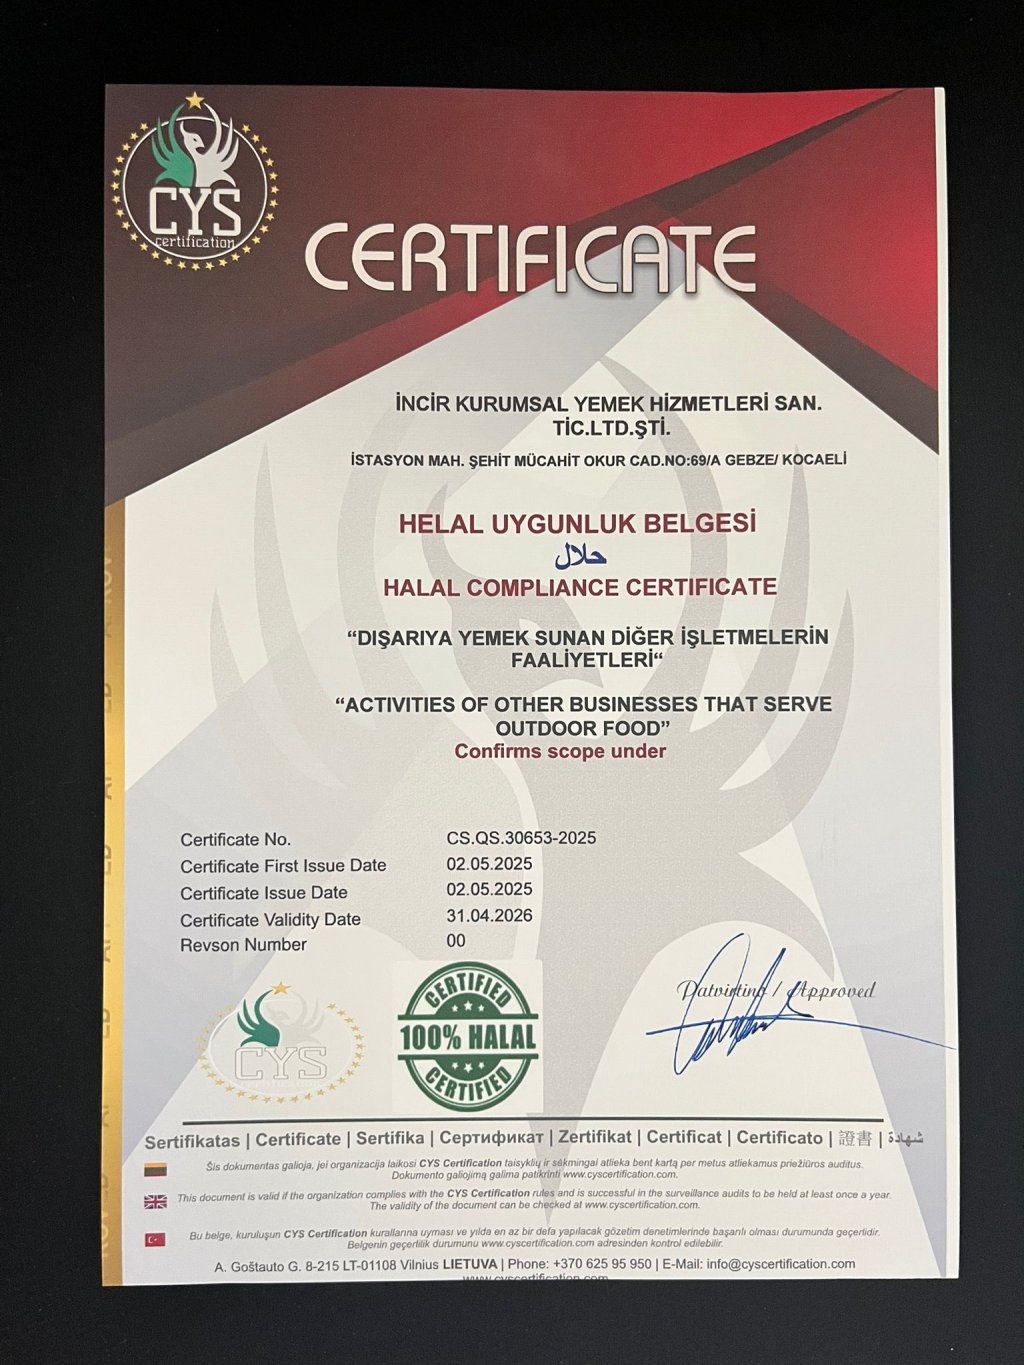 CYS
certification
CERTIFICATE
İNCİR KURUMSAL YEMEK HİZMETLERİ SAN.
TİC.LTD.ŞTİ.
İSTASYON MAH. ŞEHİT MÜCAHİT OKUR CAD.NO:69/A GEBZE/ KOCAELİ
HELAL UYGUNLUK BELGESİ
حلال
HALAL COMPLIANCE CERTIFICATE
“DIŞARIYA YEMEK SUNAN DİĞER İŞLETMELERİN
FAALİYETLERİ“
“ACTIVITIES OF OTHER BUSINESSES THAT SERVE
OUTDOOR FOOD”
Confirms scope under
Certificate No. CS.QS.30653-2025
Certificate First Issue Date 02.05.2025
Certificate Issue Date 02.05.2025
Certificate Validity Date 31.04.2026
Revson Number 00
CYS
CERTIFIED
100% HALAL
CERTIFIED
Patvirtina / Approved
Sertifikatas | Certificate | Sertifika | Сертификат | Zertifikat | Certificat | Certificato | 證書 | شهادة
Šis dokumentas galioja, jei organizacija laikosi CYS Certification taisyklių ir sėkmingai atlieka bent kartą per metus atliekamus priežiūros auditus.
Dokumento galiojimą galima patikrinti www.cyscertification.com.
This document is valid if the organization complies with the CYS Certification rules and is successful in the surveillance audits to be held at least once a year.
The validity of the document can be checked at www.cyscertification.com.
Bu belge, kuruluşun CYS Certification kurallarına uyması ve yılda en az bir defa yapılacak gözetim denetimlerinde başarılı olması durumunda geçerlidir.
Belgenin geçerlilik durumunu www.cyscertification.com adresinden kontrol edilebilir.
A. Goštauto G. 8-215 LT-01108 Vilnius LIETUVA | Phone: +370 625 95 950 | E-Mail: info@cyscertification.com
www.cyscertification.com